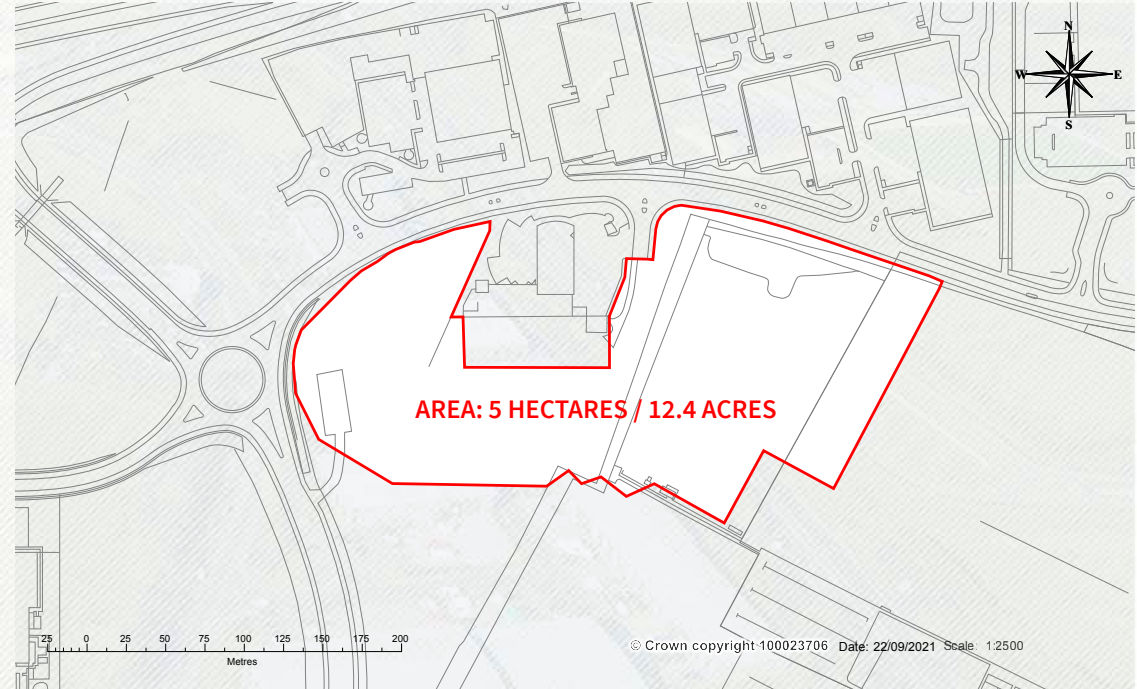 N
W E
S
AREA: 5 HECTARES / 12.4 ACRES
25 0 25 50 75 100 125 150 175 200
Metres
© Crown copyright 100023706 Date: 22/09/2021 Scale: 1:2500